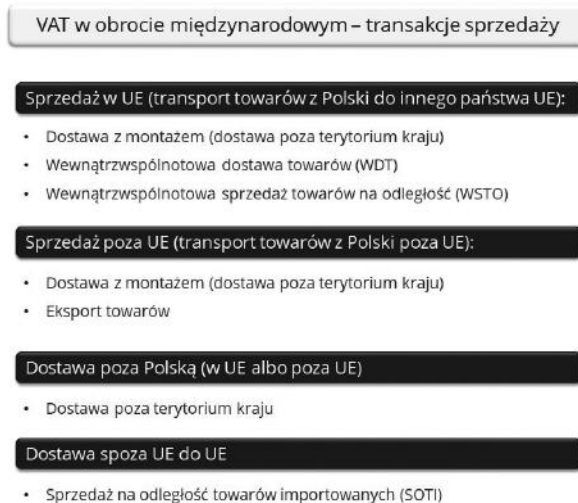 VAT w obrocie międzynarodowym – transakcje sprzedaży
Sprzedaż w UE (transport towarów z Polski do innego państwa UE):
• Dostawa z montażem (dostawa poza terytorium kraju)
• Wewnątrzwspólnotowa dostawa towarów (WDT)
• Wewnątrzwspólnotowa sprzedaż towarów na odległość (WSTO)
Sprzedaż poza UE (transport towarów z Polski poza UE):
• Dostawa z montażem (dostawa poza terytorium kraju)
• Eksport towarów
Dostawa poza Polską (w UE albo poza UE)
• Dostawa poza terytorium kraju
Dostawa spoza UE do UE
• Sprzedaż na odległość towarów importowanych (SOTI)